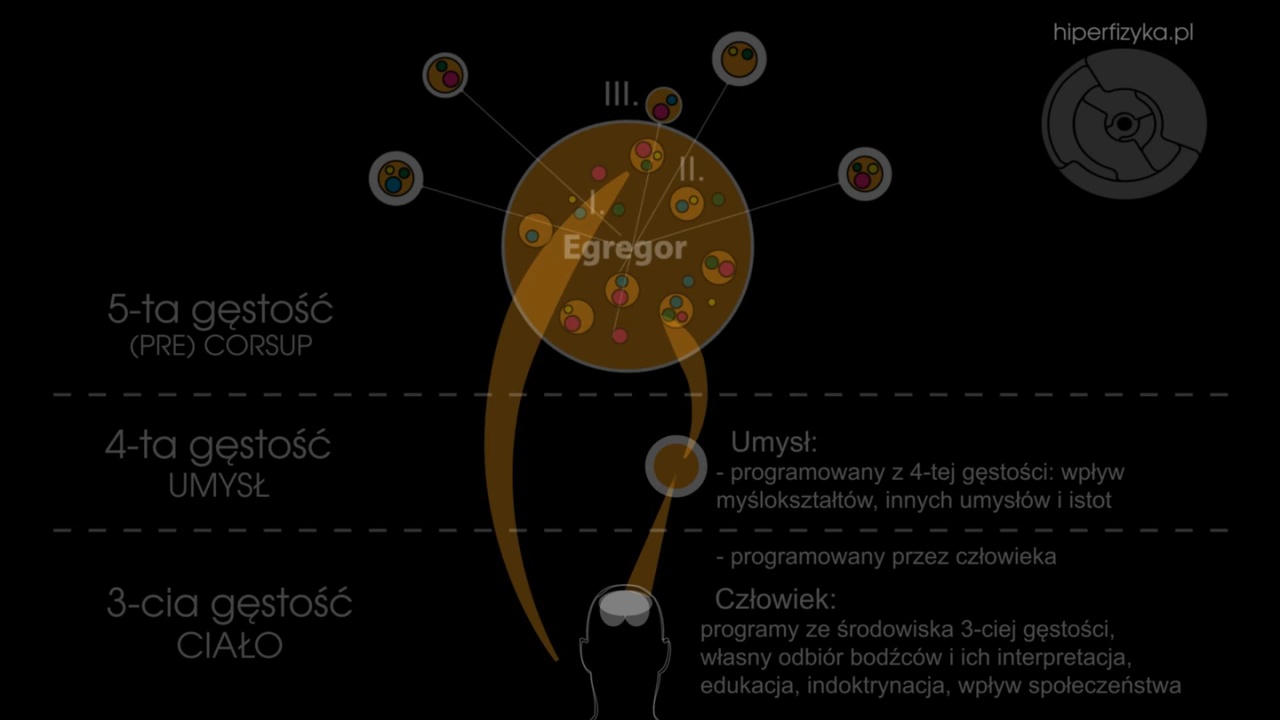 hiperfizyka.pl
III.
II.
I.
Egregor
5-ta gęstość
(PRE) CORSUP
4-ta gęstość
UMYSŁ
Umysł:
- programowany z 4-tej gęstości: wpływ
myślokształtów, innych umysłów i istot
- programowany przez człowieka
3-cia gęstość
CIAŁO
Człowiek:
programy ze środowiska 3-ciej gęstości,
własny odbiór bodźców i ich interpretacja,
edukacja, indoktrynacja, wpływ społeczeństwa